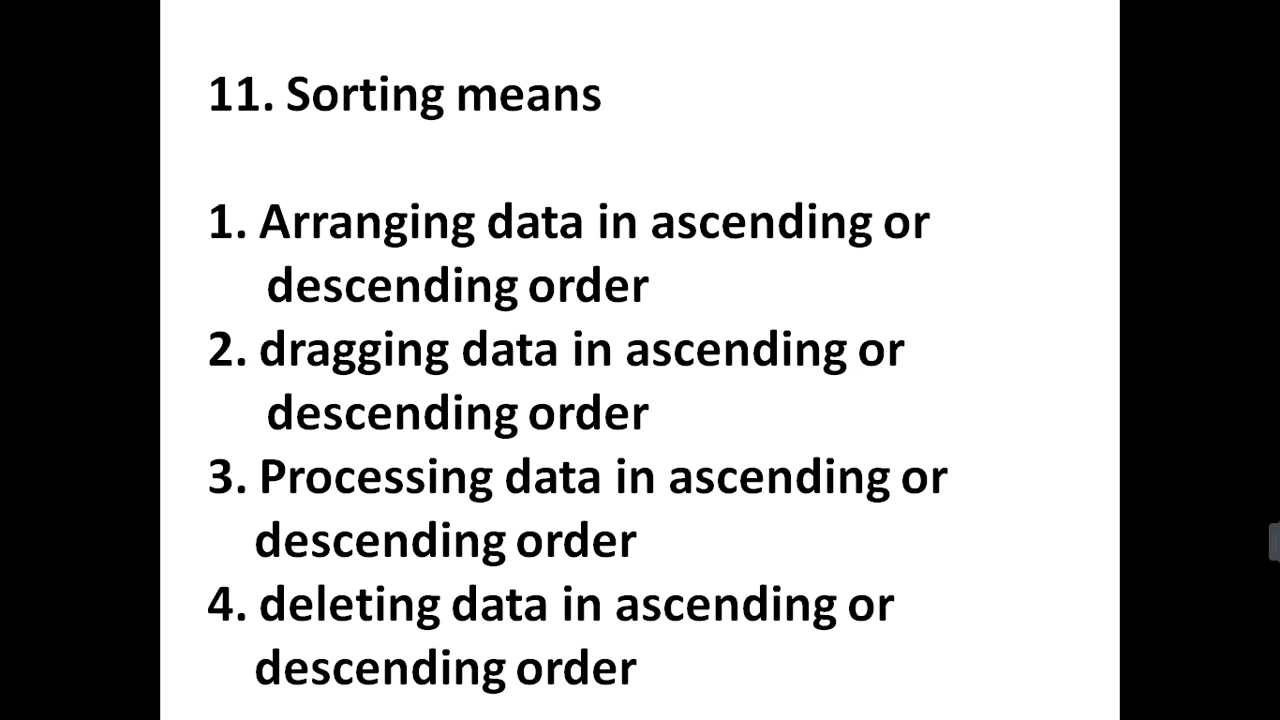 11. Sorting means
1. Arranging data in ascending or
descending order
2. dragging data in ascending or
descending order
3. Processing data in ascending or
descending order
4. deleting data in ascending or
descending order